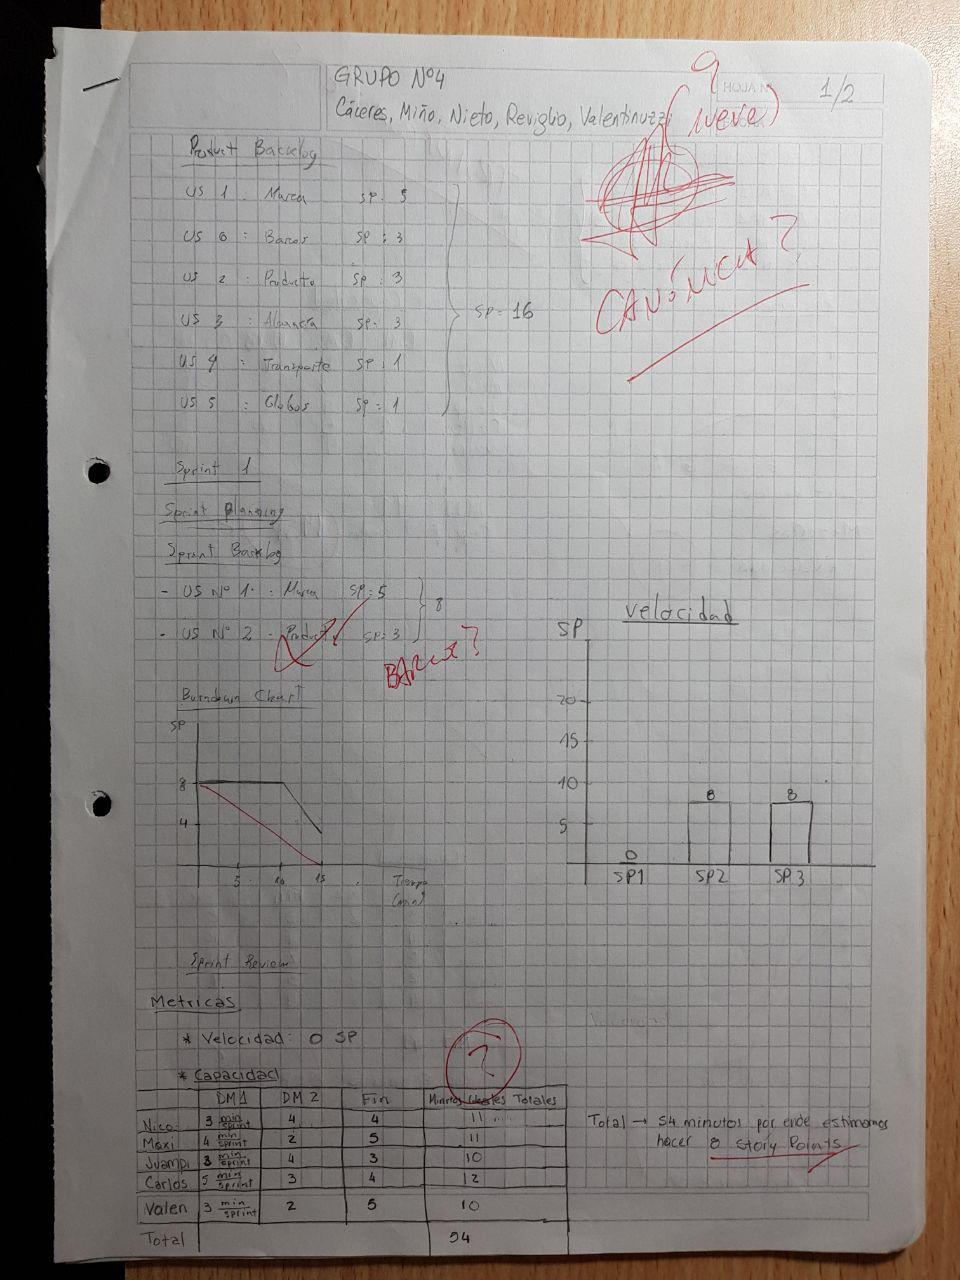 GRUPO Nº4
Cáceres, Miño, Nieto, Reviglio, Valentinuzzi
9
(nueve)
HOJA Nº
1/2
Product Backlog
US 1 : Marca SP: 5
US 6 : Barcos SP : 3
US 2 : Producto SP : 3
US 3 : SP: 3
US 4 : Transporte SP : 1
US 5 : Globos SP : 1
SP = 16
CANÓNICA?
Sprint 1
Sprint Planning
Sprint Backlog
- US Nº 1 : Marca SP: 5
- US Nº 2 - Producto SP: 3
8
BARCOS?
Burndown Chart
SP
8
4
5 10 15
Tiempo
(min)
Velocidad
SP
20
15
10
5
0 8 8
SP1 SP2 SP3
Sprint Review
Metricas
* Velocidad: 0 SP
?
* Capacidad
DM1 DM2 Fin Minutos Ideales Totales
Nico 3 min/sprint 4 4 11
Maxi 4 min/sprint 2 5 11
Juampi 3 min/sprint 4 3 10
Carlos 5 min/sprint 3 4 12
Valen 3 min/sprint 2 5 10
Total 54
Total → 54 minutos por ende estimamos
hacer 8 Story Points